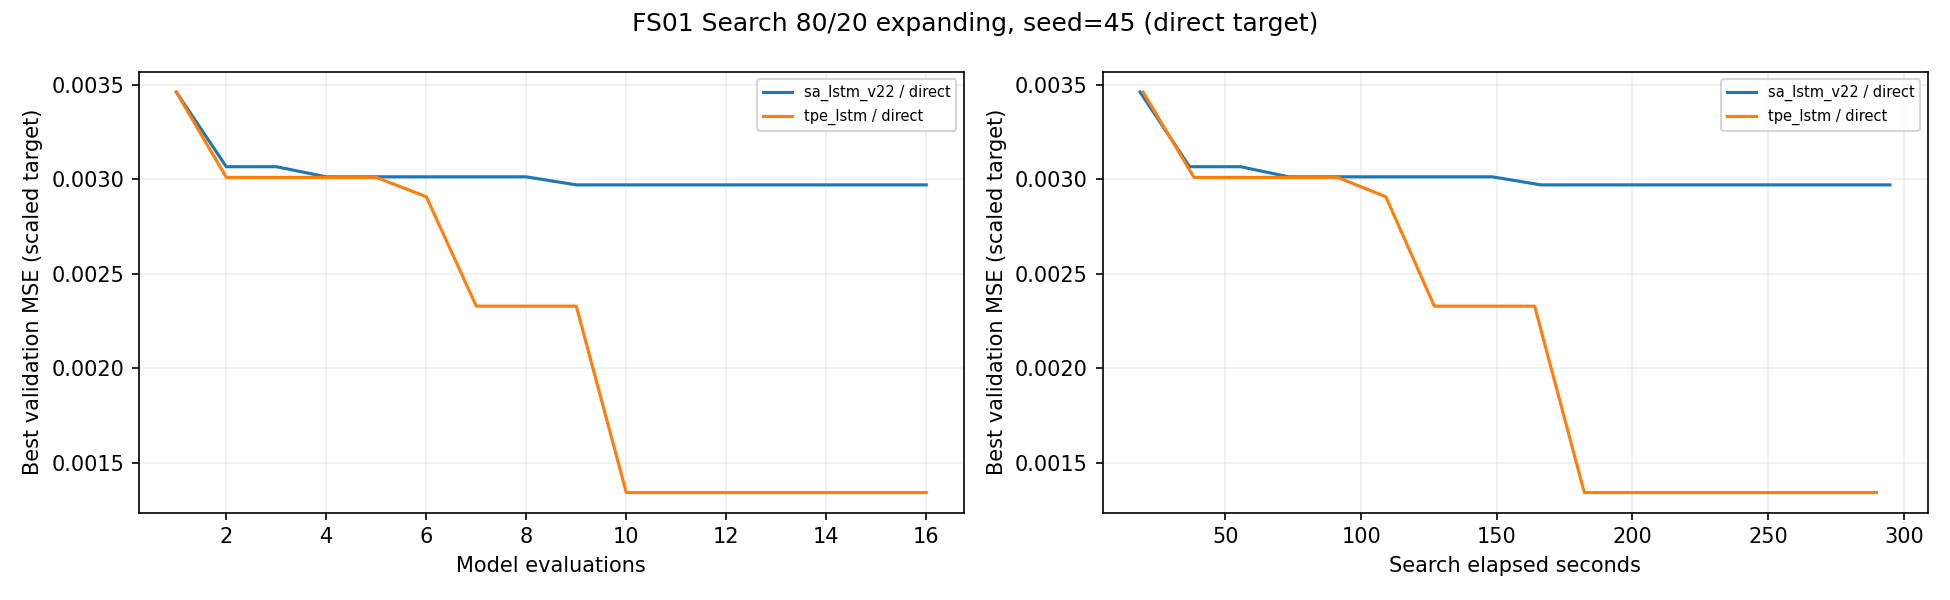 FS01 Search 80/20 expanding, seed=45 (direct target)
Best validation MSE (scaled target)
0.0035
0.0030
0.0025
0.0020
0.0015
sa_lstm_v22 / direct
tpe_lstm / direct
2 4 6 8 10 12 14 16
Model evaluations
Best validation MSE (scaled target)
0.0035
0.0030
0.0025
0.0020
0.0015
sa_lstm_v22 / direct
tpe_lstm / direct
50 100 150 200 250 300
Search elapsed seconds